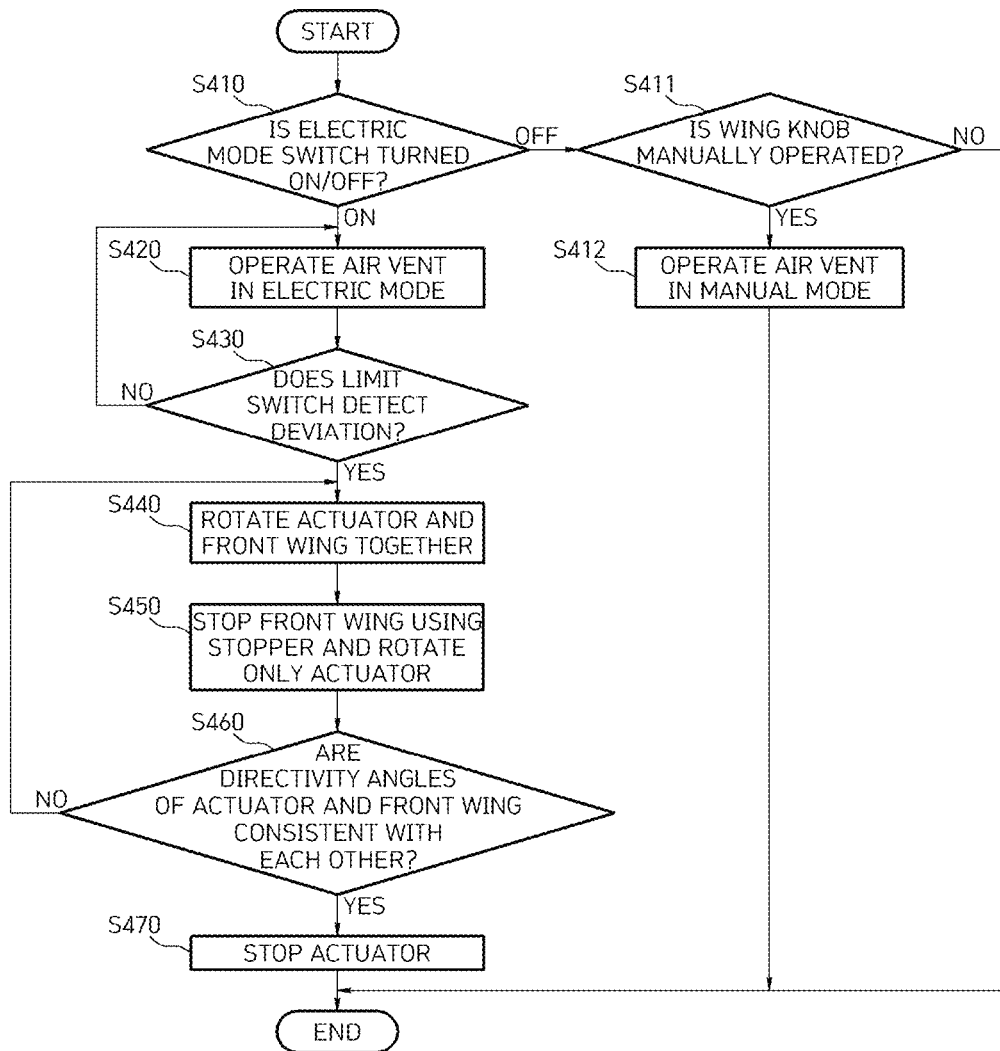 START
S410
IS ELECTRIC
MODE SWITCH TURNED
ON/OFF?
OFF
S411
IS WING KNOB
MANUALLY OPERATED?
NO
ON
YES
S420
OPERATE AIR VENT
IN ELECTRIC MODE
S412
OPERATE AIR VENT
IN MANUAL MODE
S430
DOES LIMIT
SWITCH DETECT
DEVIATION?
NO
YES
S440
ROTATE ACTUATOR AND
FRONT WING TOGETHER
S450
STOP FRONT WING USING
STOPPER AND ROTATE
ONLY ACTUATOR
S460
ARE
DIRECTIVITY ANGLES
OF ACTUATOR AND FRONT WING
CONSISTENT WITH
EACH OTHER?
NO
YES
S470
STOP ACTUATOR
END